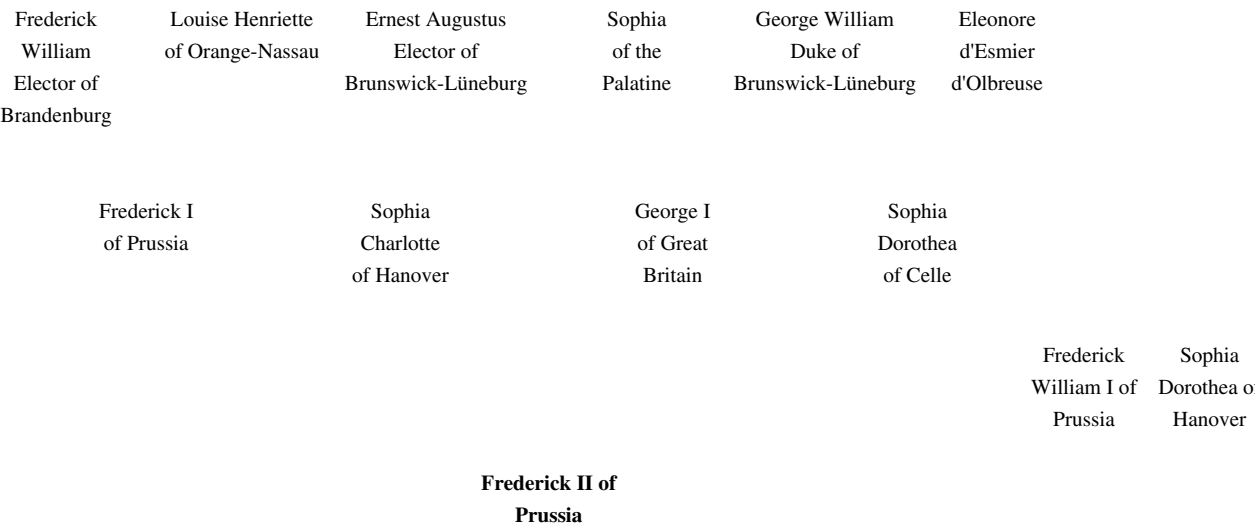 Frederick
William
Elector of
Brandenburg
Louise Henriette
of Orange-Nassau
Ernest Augustus
Elector of
Brunswick-Lüneburg
Sophia
of the
Palatine
George William
Duke of
Brunswick-Lüneburg
Eleonore
d'Esmier
d'Olbreuse
Frederick I
of Prussia
Sophia
Charlotte
of Hanover
George I
of Great
Britain
Sophia
Dorothea
of Celle
Frederick
William I of
Prussia
Sophia
Dorothea of
Hanover
Frederick II of
Prussia